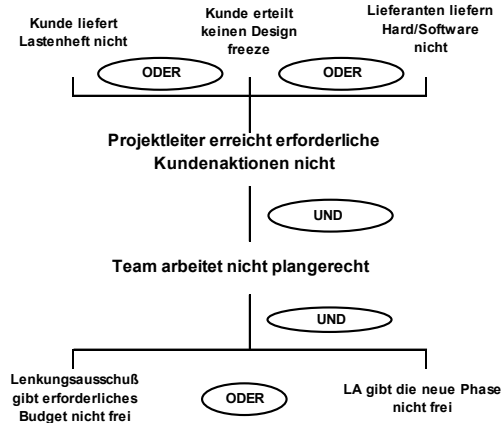 Kunde liefert
Lastenheft nicht
Kunde erteilt
keinen Design
freeze
Lieferanten liefern
Hard/Software
nicht
ODER
ODER
Projektleiter erreicht erforderliche
Kundenaktionen nicht
UND
Team arbeitet nicht plangerecht
UND
Lenkungsausschuß
gibt erforderliches
Budget nicht frei
ODER
LA gibt die neue Phase
nicht frei